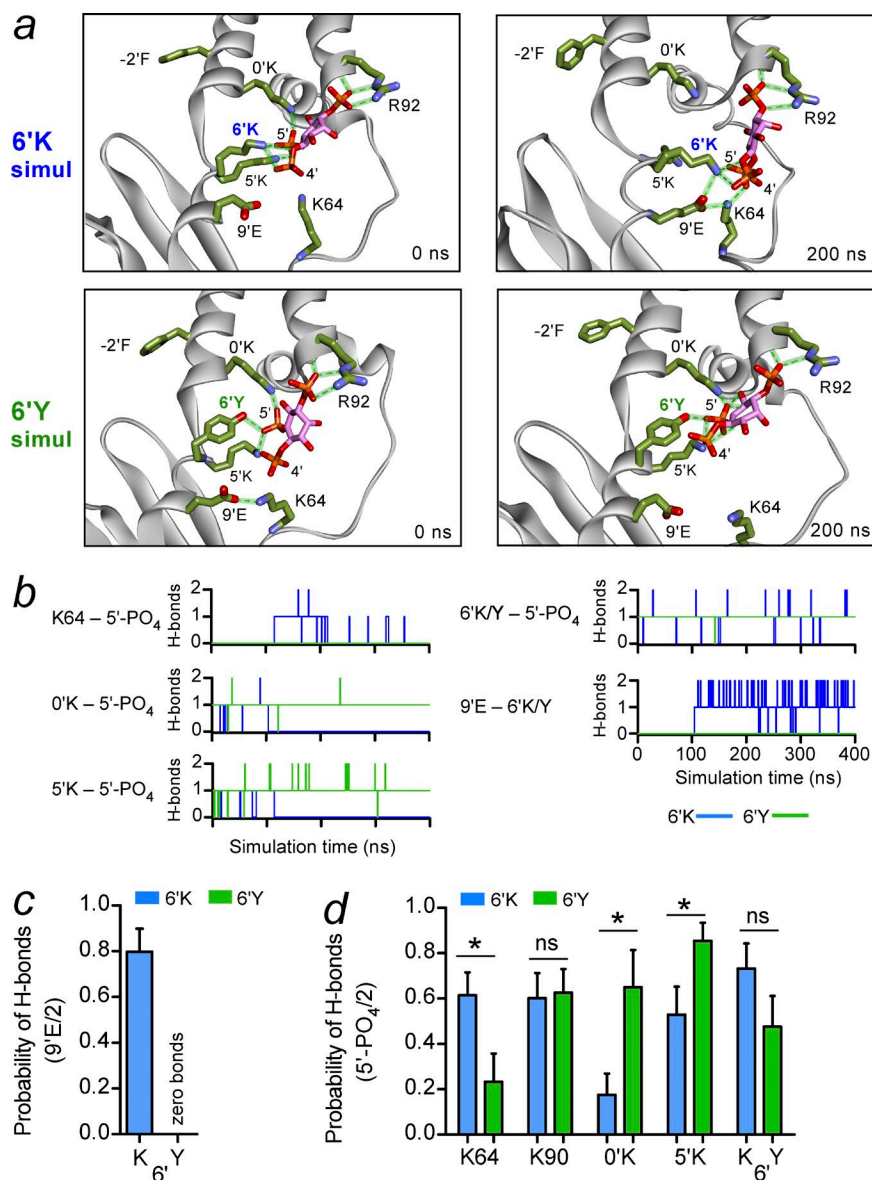 a
6'K
simul
-2'F
0'K
R92
6'K
5'
5'K
4'
K64
9'E
0 ns
-2'F
0'K
R92
6'K
5'
5'K
4'
K64
9'E
200 ns
6'Y
simul
-2'F
0'K
R92
6'Y
5'
5'K
4'
K64
9'E
0 ns
-2'F
0'K
R92
6'Y
5'
5'K
4'
9'E
K64
200 ns
b
K64 – 5'-PO4
H-bonds
2
1
0
0'K – 5'-PO4
H-bonds
2
1
0
5'K – 5'-PO4
H-bonds
2
1
0
Simulation time (ns)
6'K/Y – 5'-PO4
H-bonds
2
1
0
9'E – 6'K/Y
H-bonds
2
1
0
0 100 200 300 400
Simulation time (ns)
6'K 6'Y
c
6'K 6'Y
Probability of H-bonds
(9'E/2)
1.0
0.8
0.6
0.4
0.2
0.0
zero bonds
K Y
6'
d
6'K 6'Y
Probability of H-bonds
(5'-PO4/2)
1.0
0.8
0.6
0.4
0.2
0.0
* ns * * ns
K64 K90 0'K 5'K K Y
6'